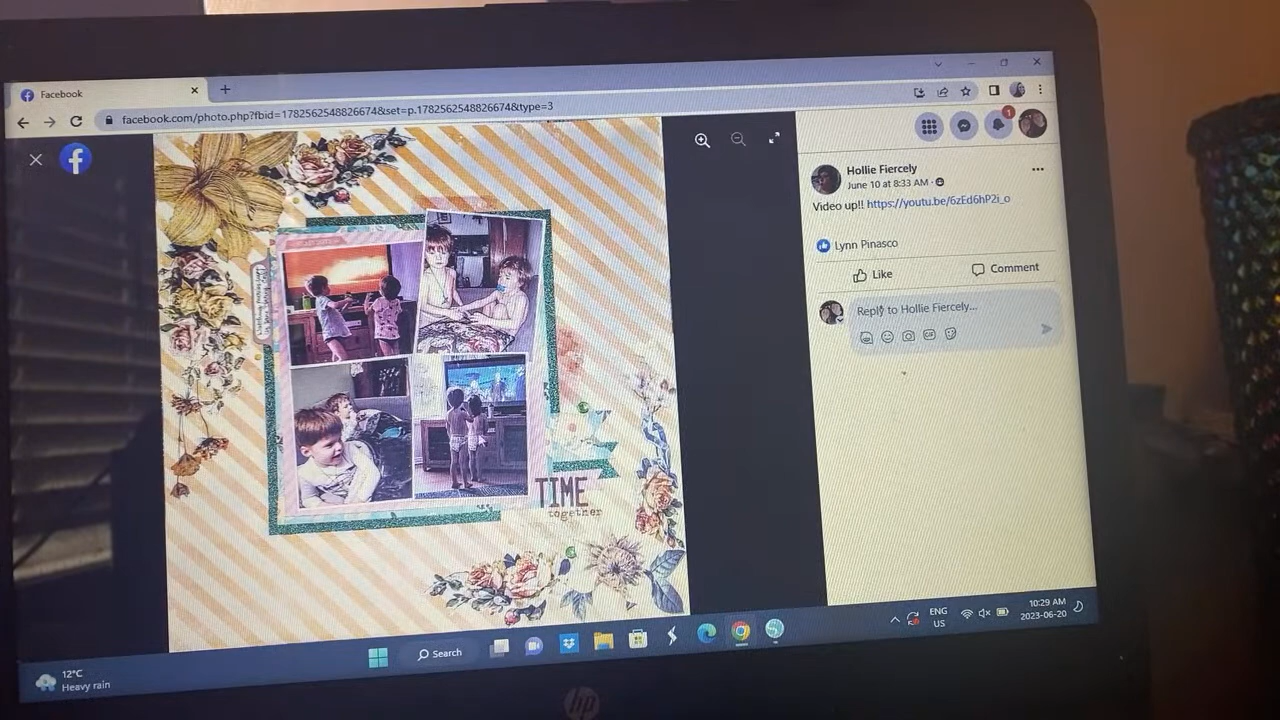 Facebook
facebook.com/photo.php?fbid=1782562548826674&set=p.1782562548826674&type=3
1
Hollie Fiercely
June 10 at 8:33 AM ·
Video up!! https://youtu.be/6zEd6hP2i_o
Lynn Pinasco
Like
Comment
Reply to Hollie Fiercely...
GIF
TIME
together
12°C
Heavy rain
Search
ENG
US
10:29 AM
2023-06-20
hp